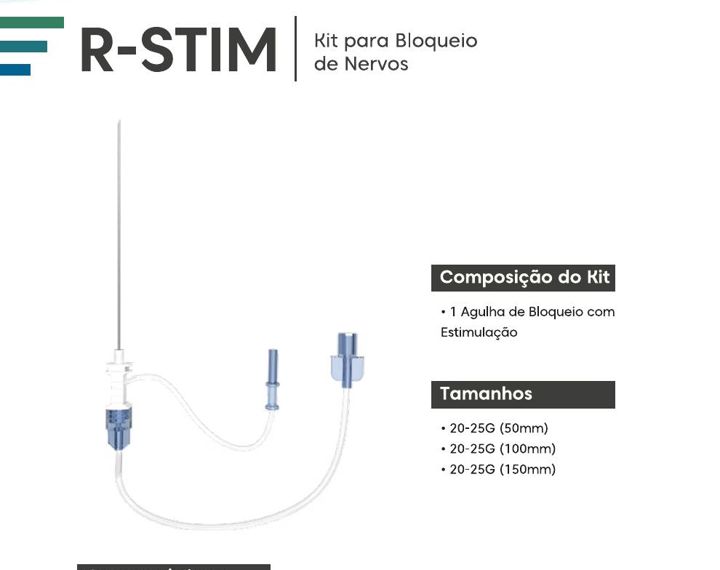 R-STIM
Kit para Bloqueio
de Nervos
Composição do Kit
• 1 Agulha de Bloqueio com
Estimulação
Tamanhos
• 20-25G (50mm)
• 20-25G (100mm)
• 20-25G (150mm)